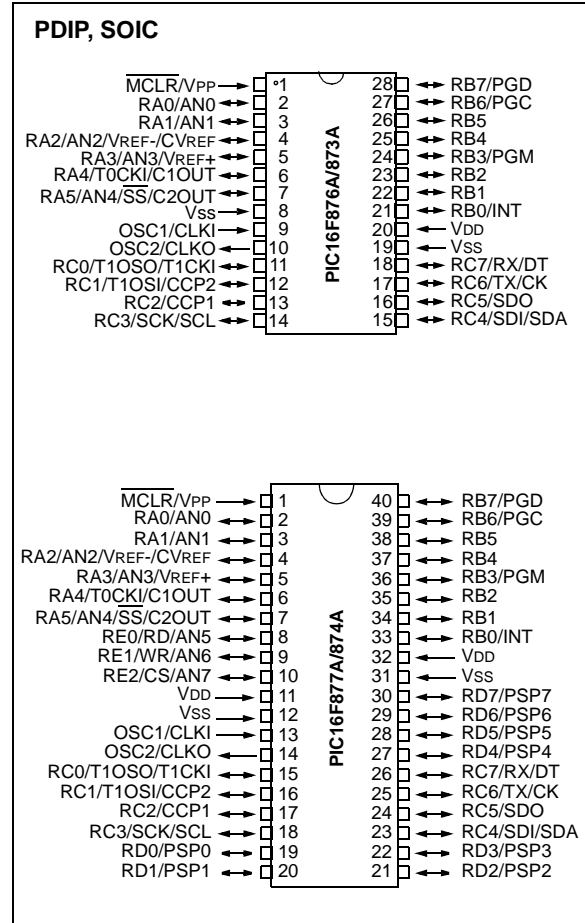 PDIP, SOIC
MCLR/VPP 1 28 RB7/PGD
RA0/AN0 2 27 RB6/PGC
RA1/AN1 3 26 RB5
RA2/AN2/VREF-/CVREF 4 25 RB4
RA3/AN3/VREF+ 5 24 RB3/PGM
RA4/T0CKI/C1OUT 6 23 RB2
RA5/AN4/SS/C2OUT 7 22 RB1
VSS 8 21 RB0/INT
OSC1/CLKI 9 20 VDD
OSC2/CLKO 10 19 VSS
RC0/T1OSO/T1CKI 11 18 RC7/RX/DT
RC1/T1OSI/CCP2 12 17 RC6/TX/CK
RC2/CCP1 13 16 RC5/SDO
RC3/SCK/SCL 14 15 RC4/SDI/SDA
PIC16F876A/873A
MCLR/VPP 1 40 RB7/PGD
RA0/AN0 2 39 RB6/PGC
RA1/AN1 3 38 RB5
RA2/AN2/VREF-/CVREF 4 37 RB4
RA3/AN3/VREF+ 5 36 RB3/PGM
RA4/T0CKI/C1OUT 6 35 RB2
RA5/AN4/SS/C2OUT 7 34 RB1
RE0/RD/AN5 8 33 RB0/INT
RE1/WR/AN6 9 32 VDD
RE2/CS/AN7 10 31 VSS
VDD 11 30 RD7/PSP7
VSS 12 29 RD6/PSP6
OSC1/CLKI 13 28 RD5/PSP5
OSC2/CLKO 14 27 RD4/PSP4
RC0/T1OSO/T1CKI 15 26 RC7/RX/DT
RC1/T1OSI/CCP2 16 25 RC6/TX/CK
RC2/CCP1 17 24 RC5/SDO
RC3/SCK/SCL 18 23 RC4/SDI/SDA
RD0/PSP0 19 22 RD3/PSP3
RD1/PSP1 20 21 RD2/PSP2
PIC16F877A/874A